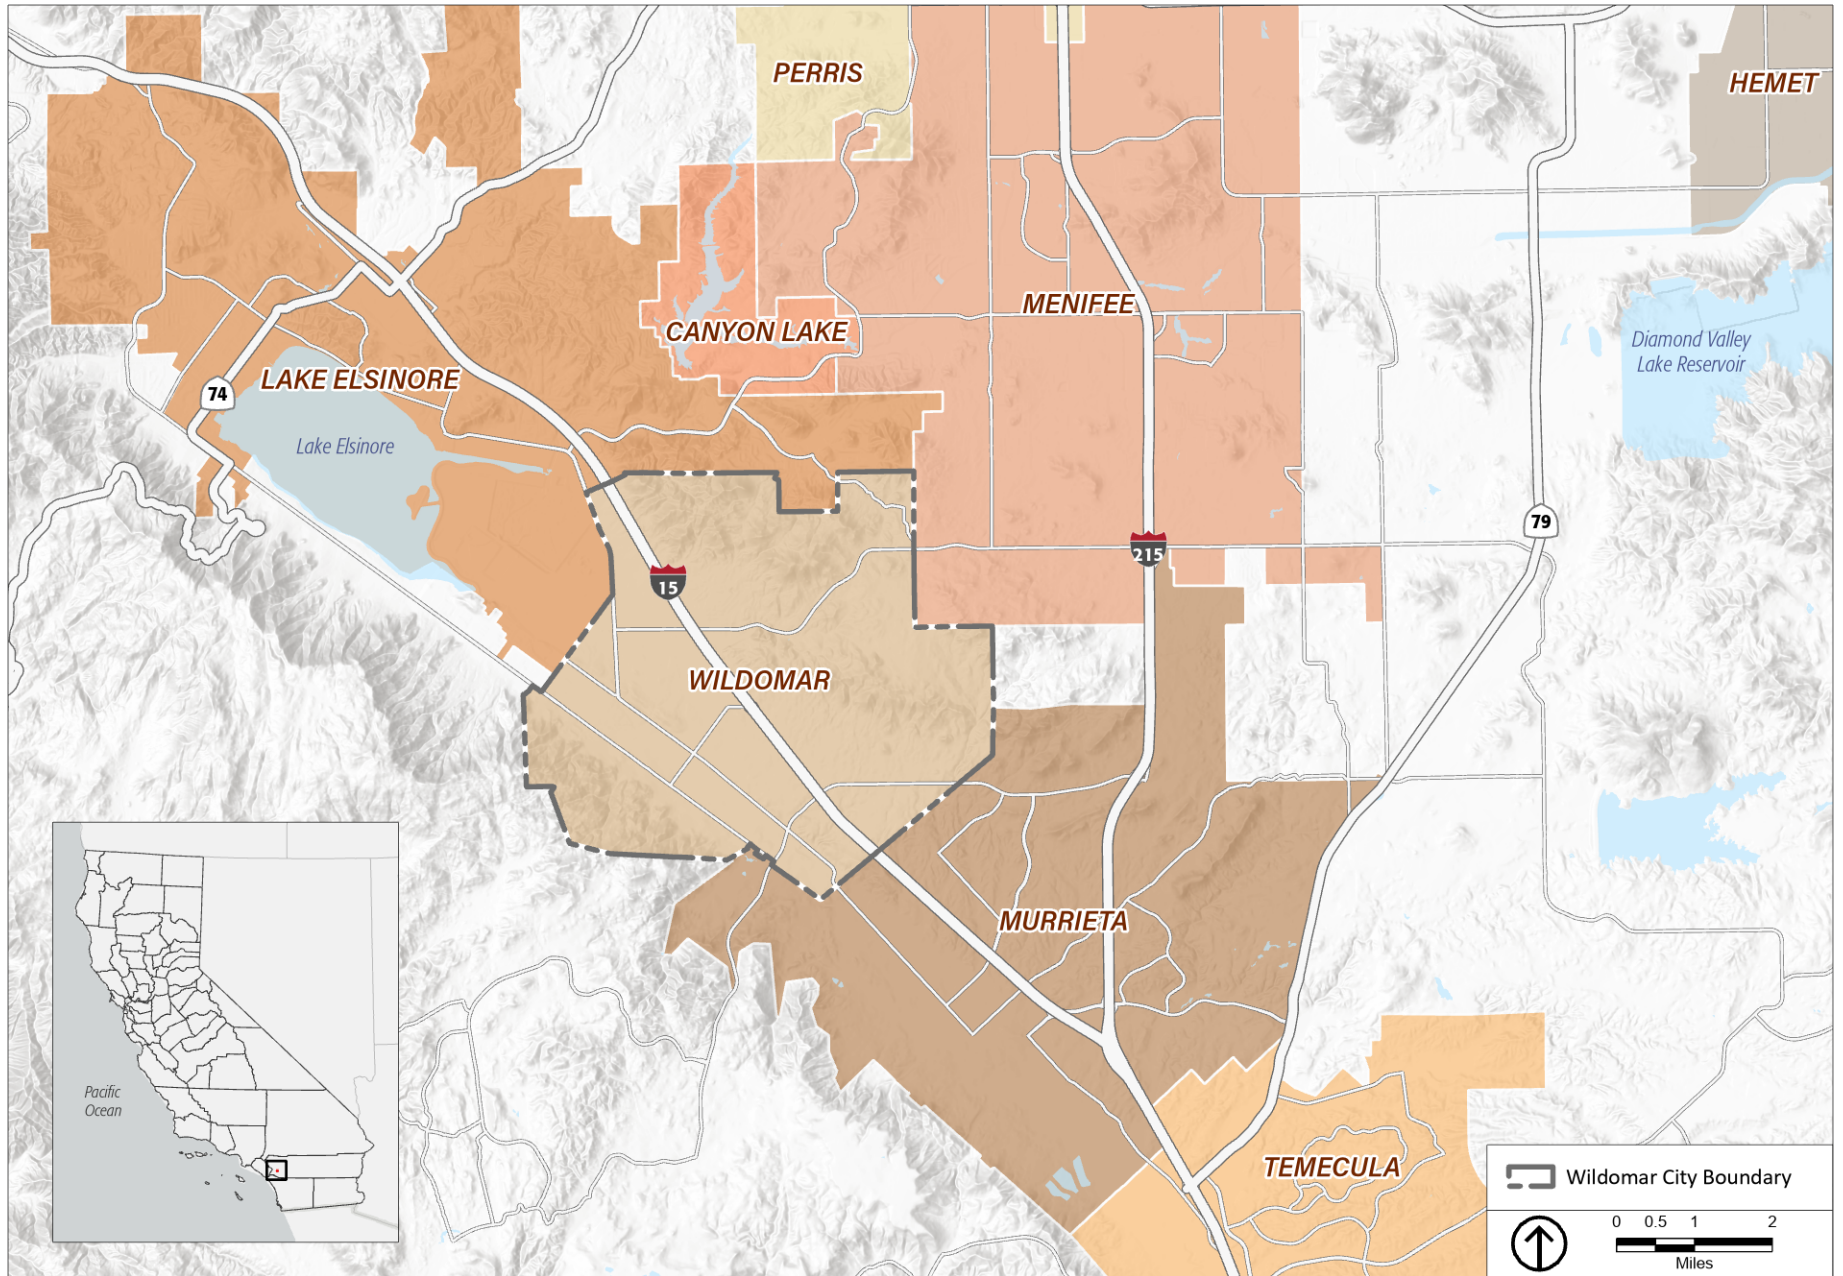 PERRIS
HEMET
MENIFEE
CANYON LAKE
Diamond Valley
Lake Reservoir
LAKE ELSINORE
74
Lake Elsinore
79
215
15
WILDOMAR
MURRIETA
Pacific
Ocean
TEMECULA
Wildomar City Boundary
0 0.5 1 2
Miles